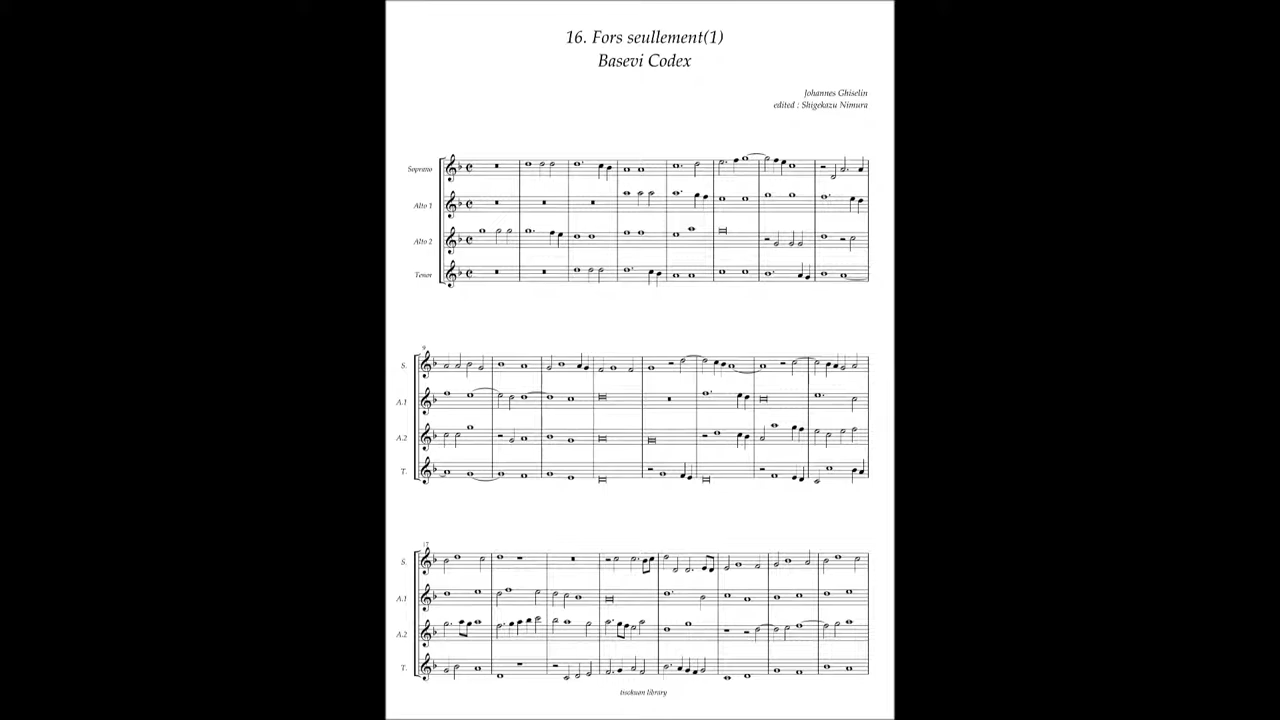 16. Fors seullement(1)
Basevi Codex
Johannes Ghiselin
edited : Shigekazu Nimura
Soprano
Alto 1
Alto 2
Tenor
9
S.
A.1
A.2
T.
17
S.
A.1
A.2
T.
tsukuen library